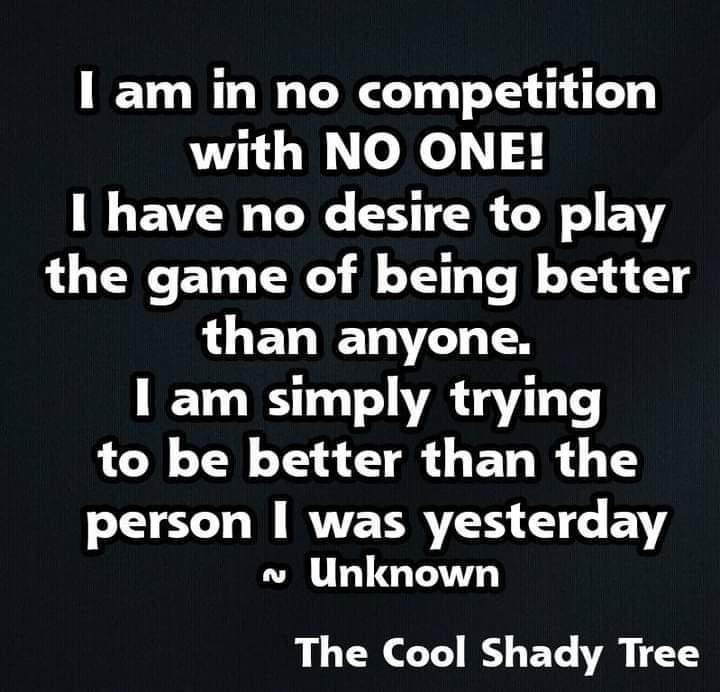 I am in no competition
with NO ONE!
I have no desire to play
the game of being better
than anyone.
I am simply trying
to be better than the
person I was yesterday
~ Unknown
The Cool Shady Tree